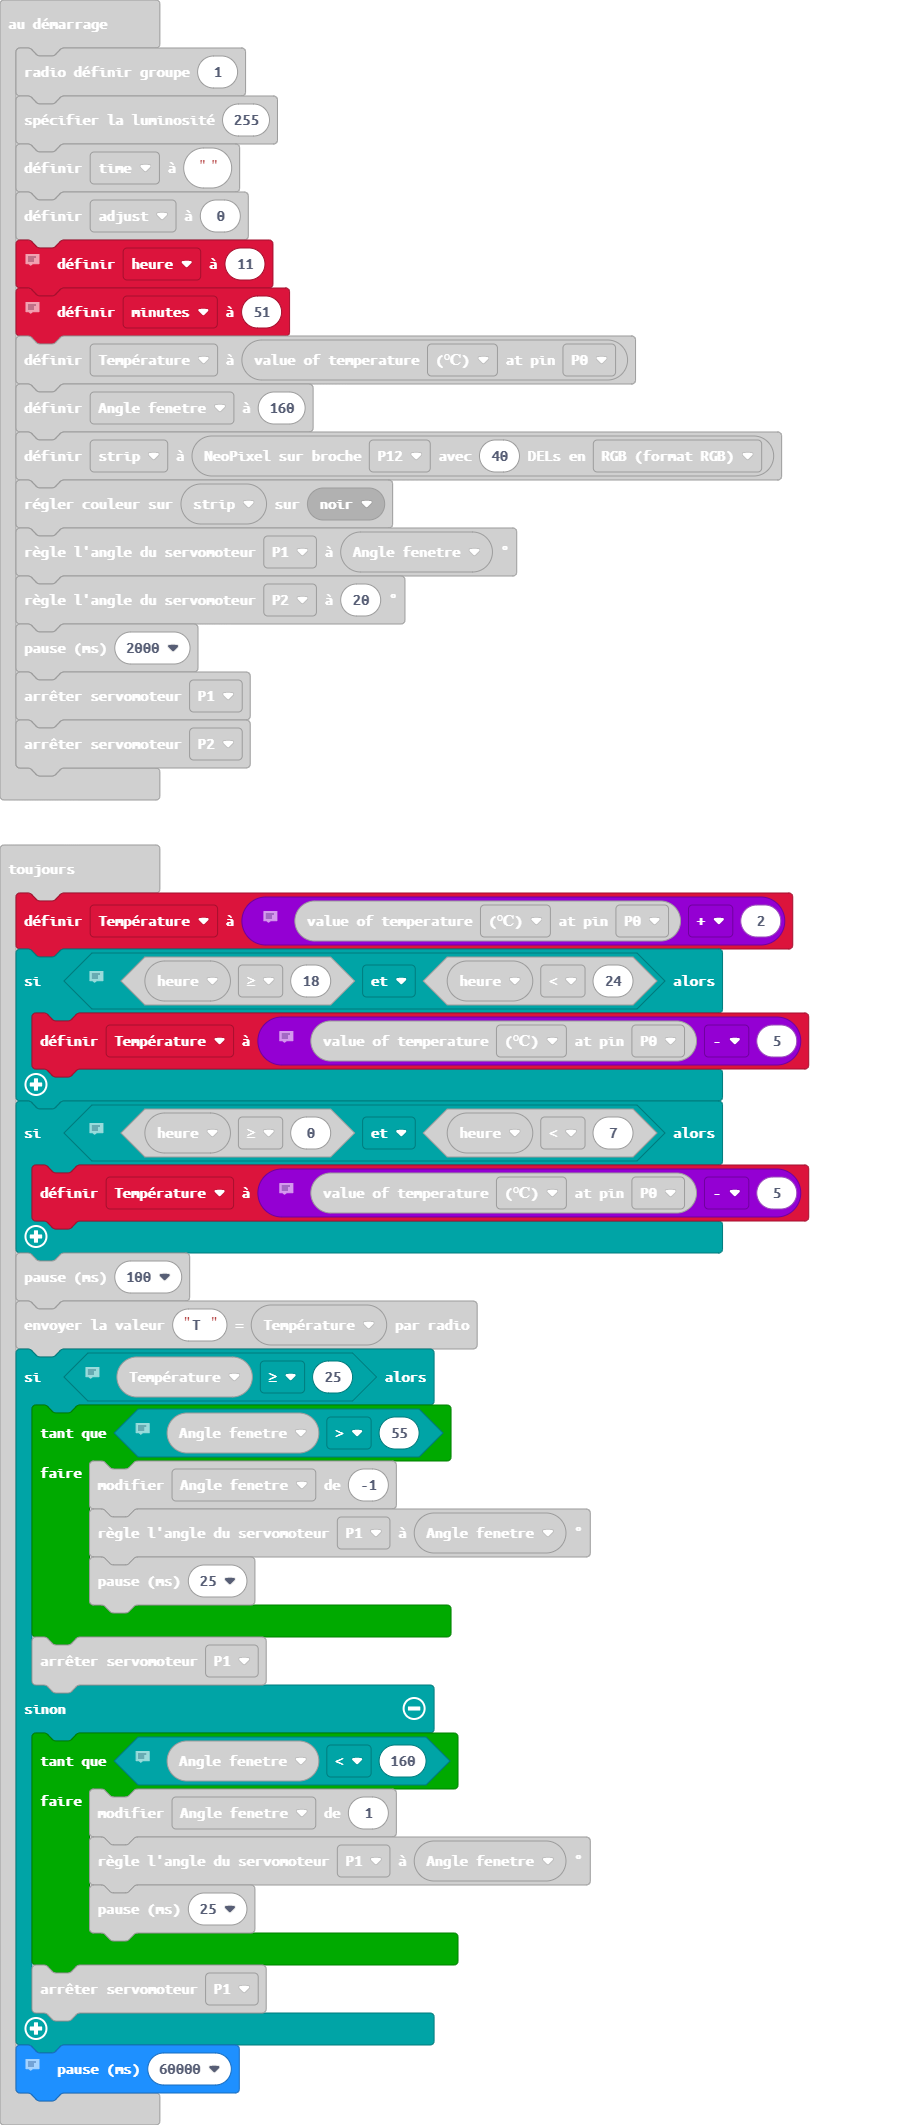 au démarrage
radio définir groupe 1
spécifier la luminosité 255
définir time à " "
définir adjust à 0
définir heure à 11
définir minutes à 51
définir Température à value of temperature (℃) at pin P0
définir Angle fenetre à 160
définir strip à NeoPixel sur broche P12 avec 40 DELs en RGB (format RGB)
régler couleur sur strip sur noir
règle l'angle du servomoteur P1 à Angle fenetre °
règle l'angle du servomoteur P2 à 20 °
pause (ms) 2000
arrêter servomoteur P1
arrêter servomoteur P2
toujours
définir Température à value of temperature (℃) at pin P0 + 2
si heure ≥ 18 et heure < 24 alors
définir Température à value of temperature (℃) at pin P0 - 5
si heure ≥ 0 et heure < 7 alors
définir Température à value of temperature (℃) at pin P0 - 5
pause (ms) 100
envoyer la valeur "T " = Température par radio
si Température ≥ 25 alors
tant que Angle fenetre > 55
faire
modifier Angle fenetre de -1
règle l'angle du servomoteur P1 à Angle fenetre °
pause (ms) 25
arrêter servomoteur P1
sinon
tant que Angle fenetre < 160
faire
modifier Angle fenetre de 1
règle l'angle du servomoteur P1 à Angle fenetre °
pause (ms) 25
arrêter servomoteur P1
pause (ms) 60000